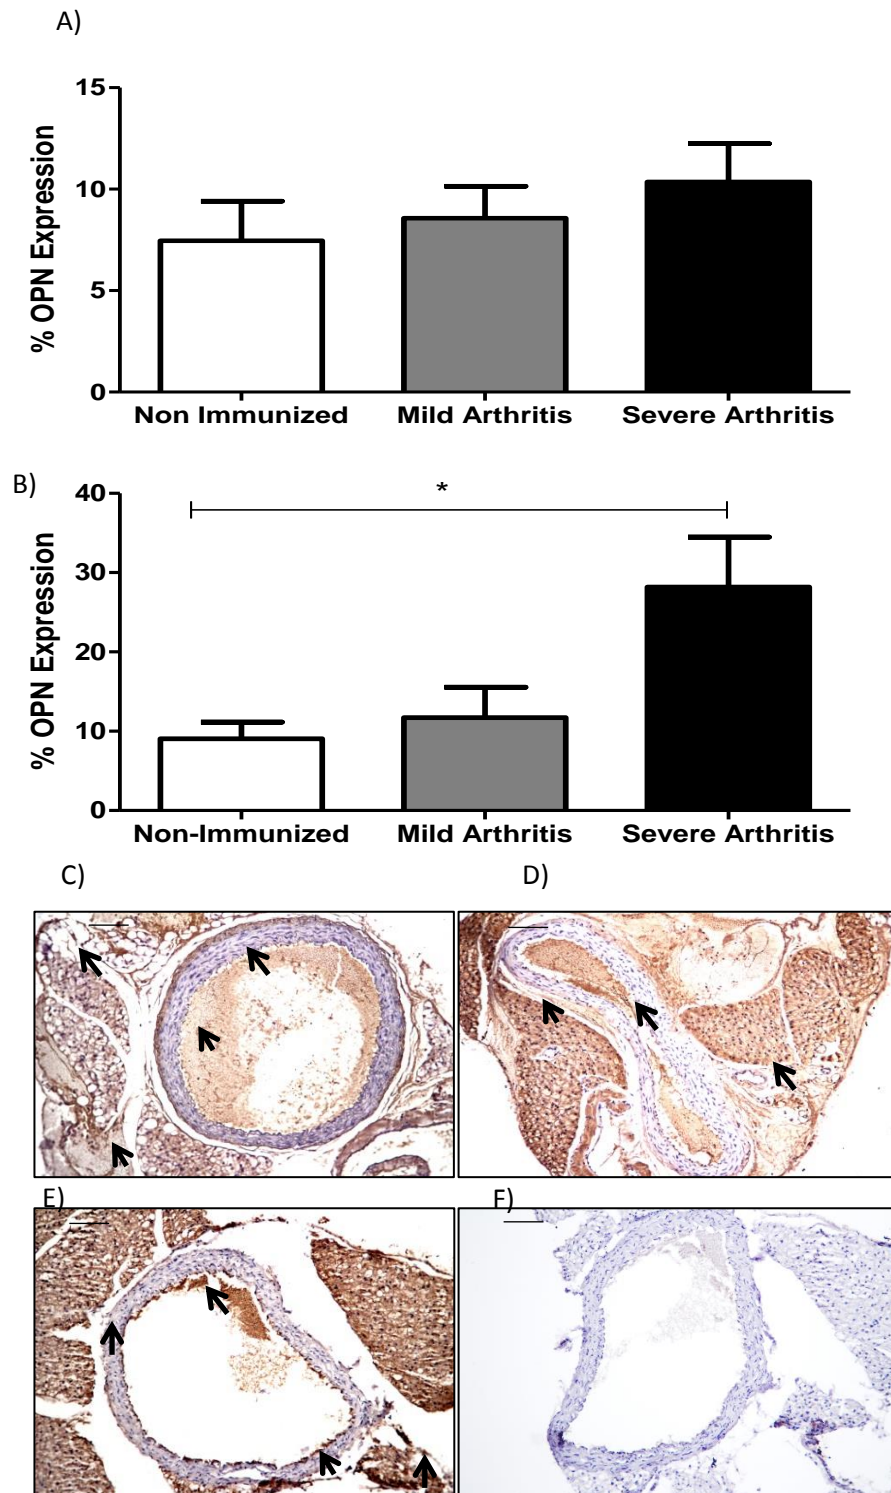 A)
15
10
5
0
% OPN Expression
Non Immunized Mild Arthritis Severe Arthritis
B)
40
30
20
10
0
% OPN Expression
*
Non-Immunized Mild Arthritis Severe Arthritis
C) D)
E) F)